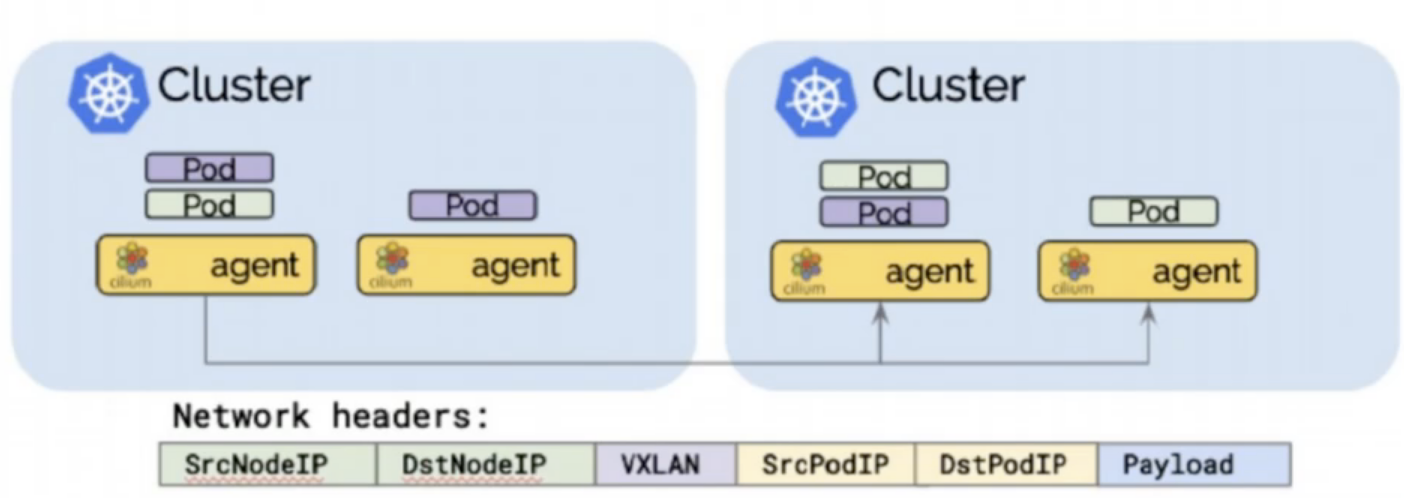 Cluster
Pod
Pod
Pod
cilium agent
cilium agent
Cluster
Pod
Pod
Pod
cilium agent
cilium agent
Network headers:
SrcNodeIP DstNodeIP VXLAN SrcPodIP DstPodIP Payload